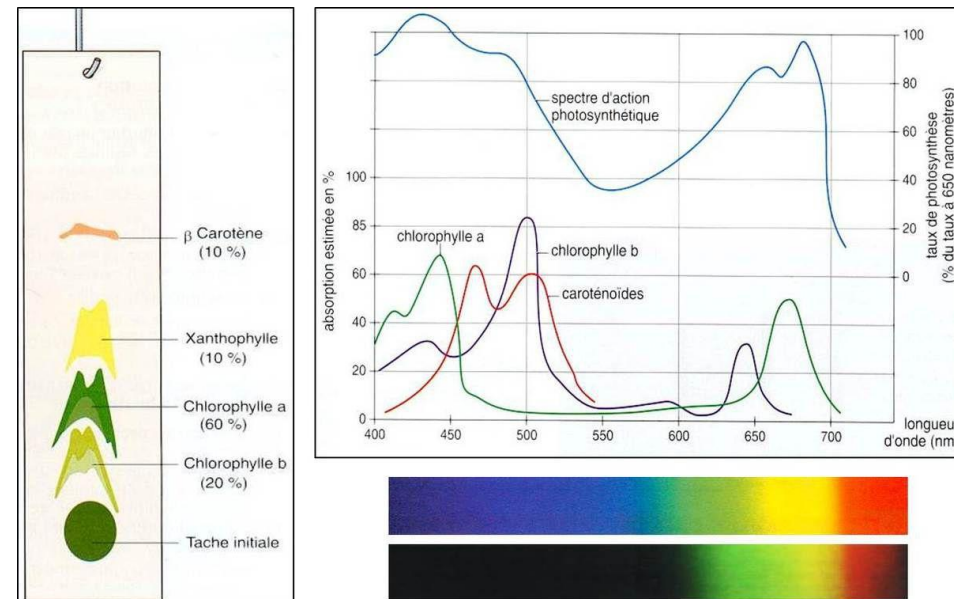 β Carotène
(10 %)
Xanthophylle
(10 %)
Chlorophylle a
(60 %)
Chlorophylle b
(20 %)
Tache initiale
absorption estimée en %
100
85
60
40
20
0
spectre d'action
photosynthétique
chlorophylle a
chlorophylle b
caroténoïdes
100
80
60
40
20
0
taux de photosynthèse
(% du taux à 650 nanomètres)
400
450
500
550
600
650
700
longueu
d'onde (nm